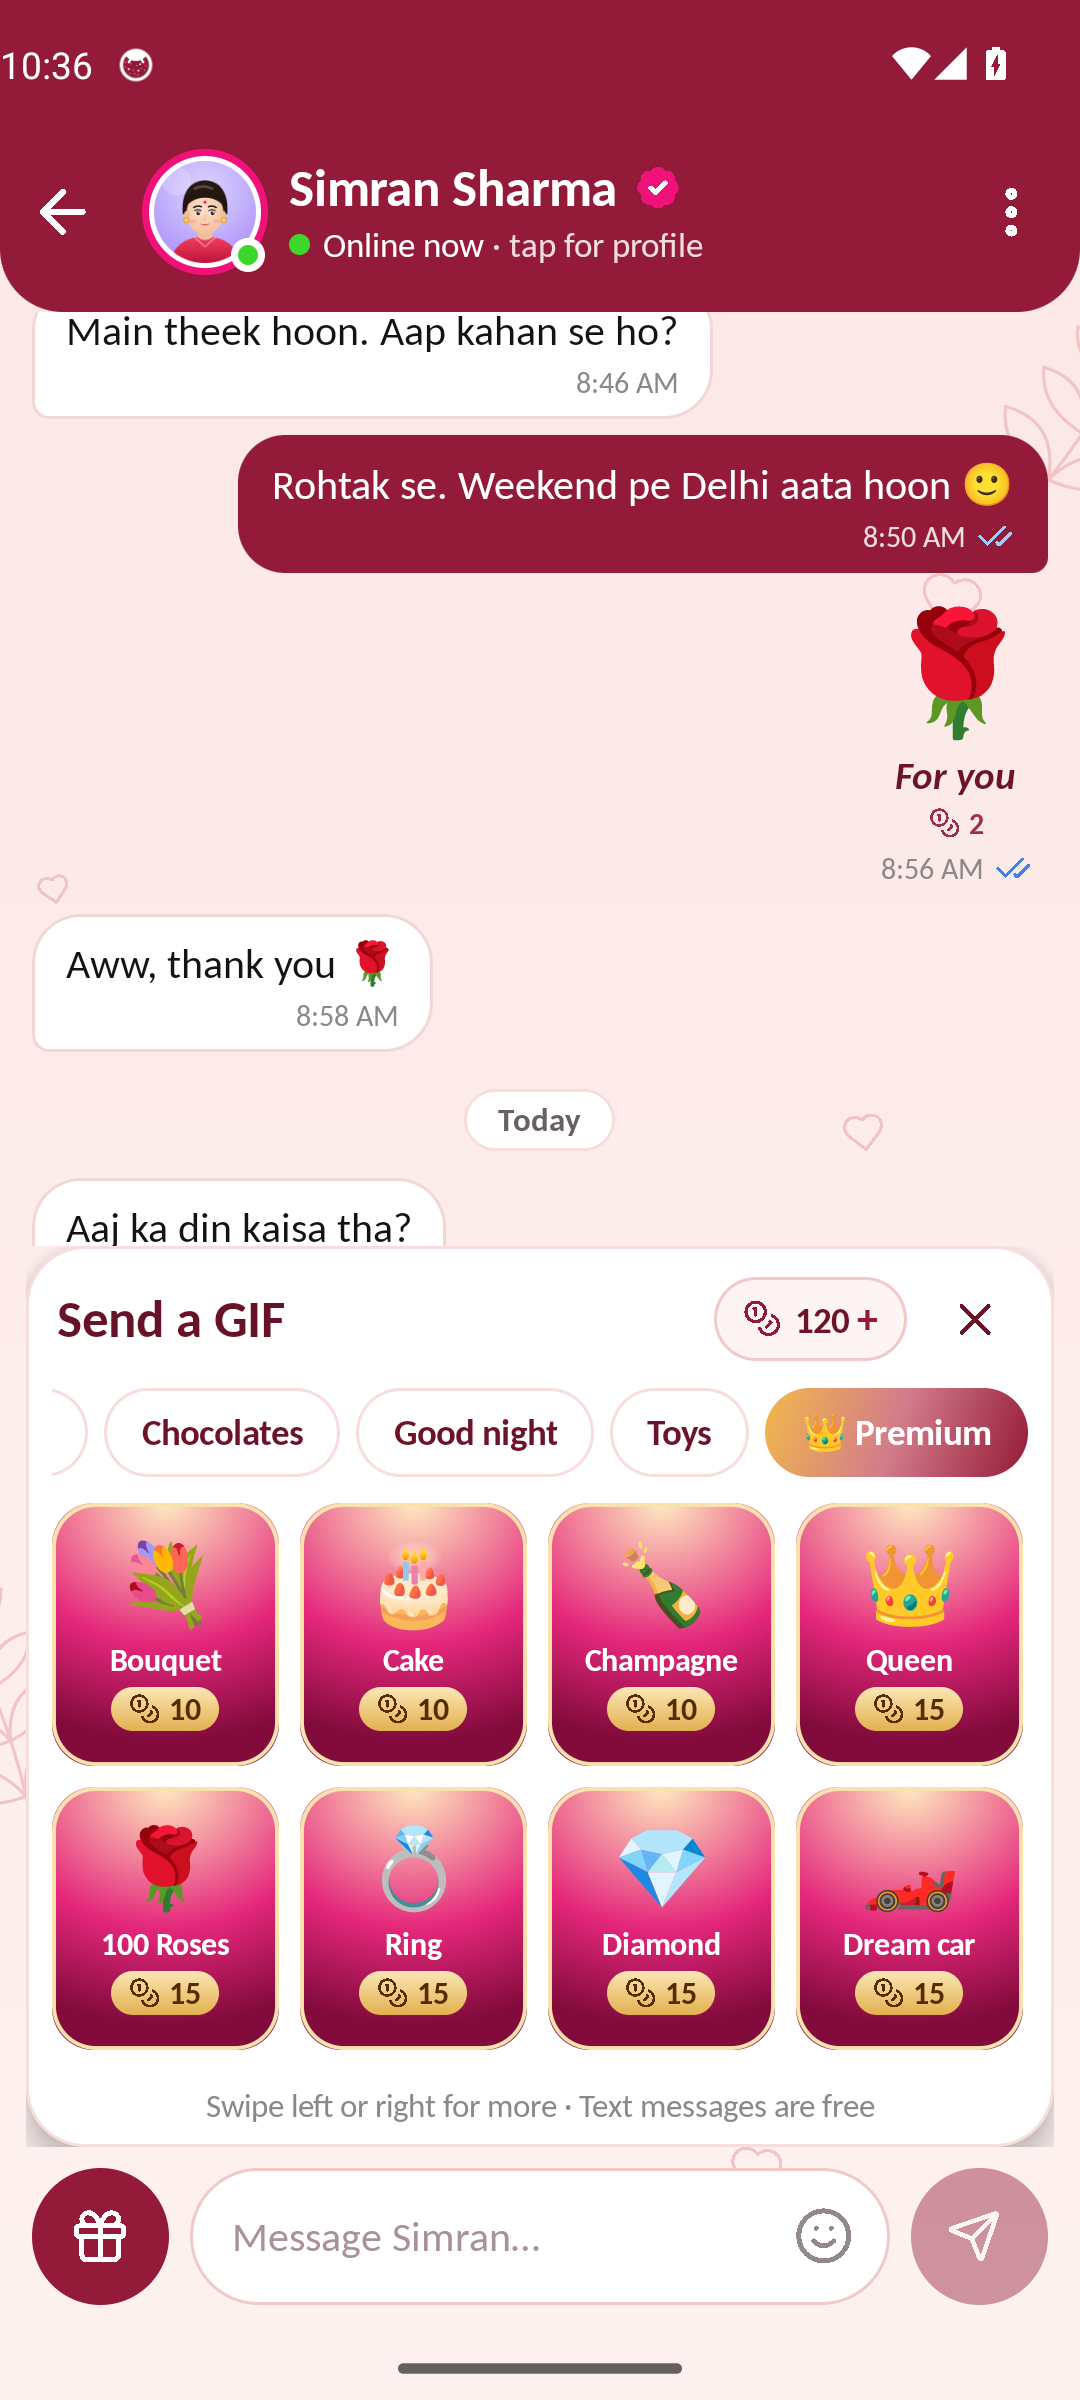 10:36
Simran Sharma
Online now · tap for profile
Main theek hoon. Aap kahan se ho?
8:46 AM
Rohtak se. Weekend pe Delhi aata hoon 🙂
8:50 AM
For you
2
8:56 AM
Aww, thank you 🌹
8:58 AM
Today
Aaj ka din kaisa tha?
Send a GIF
120 +
Chocolates Good night Toys 👑 Premium
Bouquet Cake Champagne Queen
10 10 10 15
100 Roses Ring Diamond Dream car
15 15 15 15
Swipe left or right for more · Text messages are free
Message Simran...